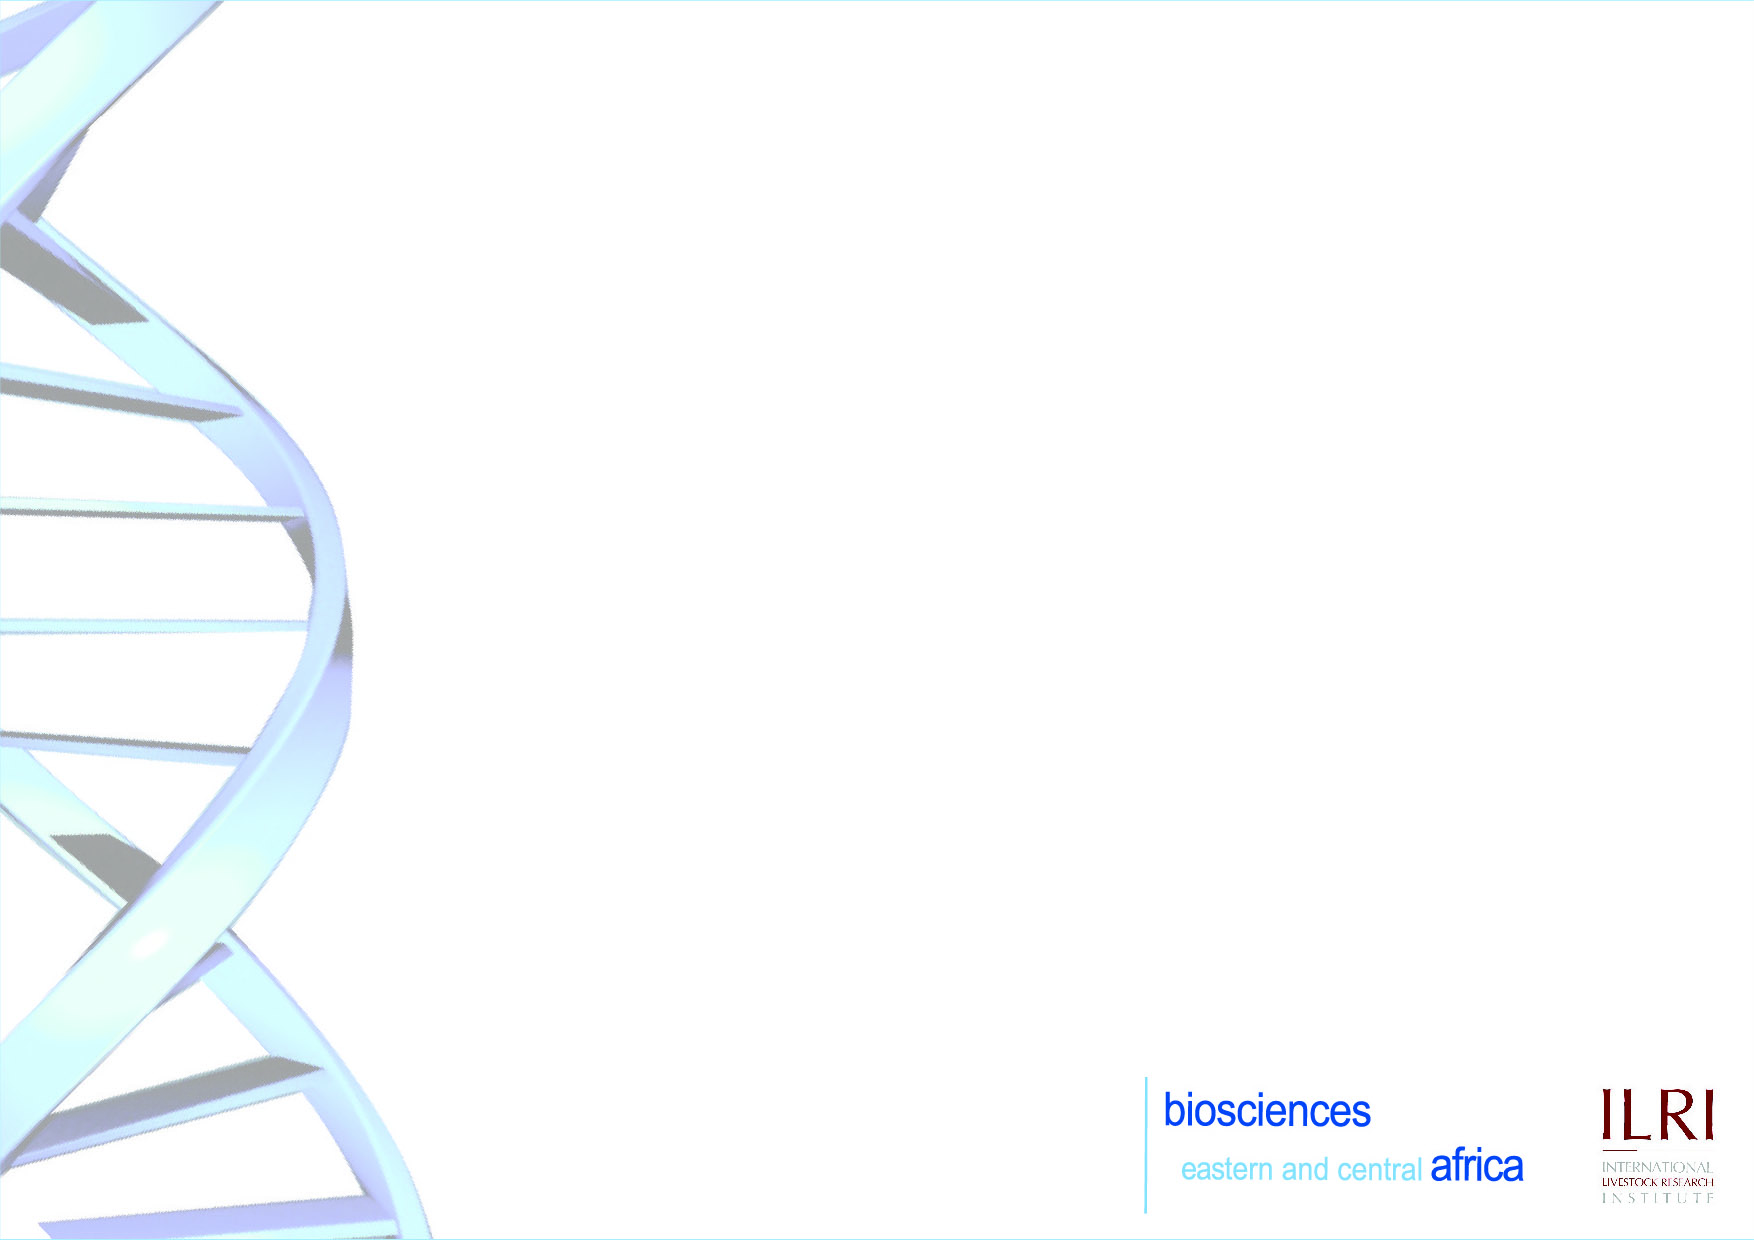 biosciences
eastern and central africa
ILRI
INTERNATIONAL
LIVESTOCK RESEARCH
INSTITUTE